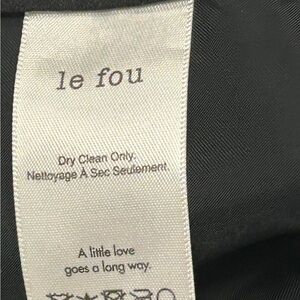 le fou
Dry Clean Only.
Nettoyage À Sec Seulement.
A little love
goes a long way.